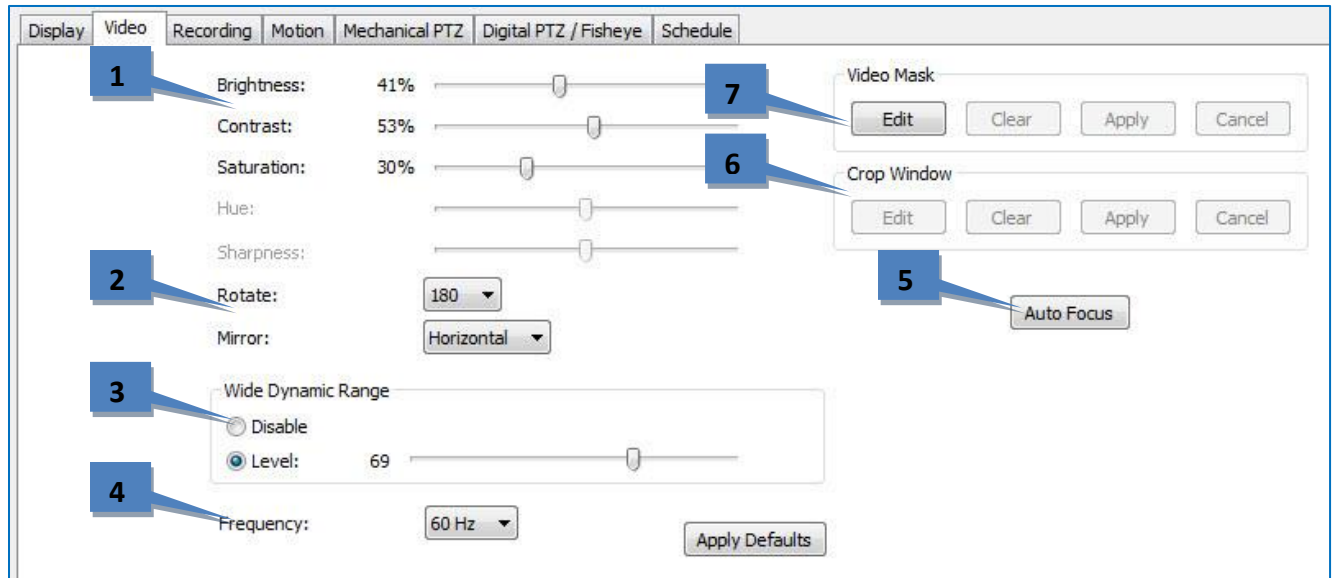 Display Video Recording Motion Mechanical PTZ Digital PTZ / Fisheye Schedule
1
Brightness: 41%
Contrast: 53%
Saturation: 30%
Hue:
Sharpness:
2
Rotate: 180
Mirror: Horizontal
3
Wide Dynamic Range
Disable
Level: 69
4
Frequency: 60 Hz
Apply Defaults
7
Video Mask
Edit Clear Apply Cancel
6
Crop Window
Edit Clear Apply Cancel
5
Auto Focus